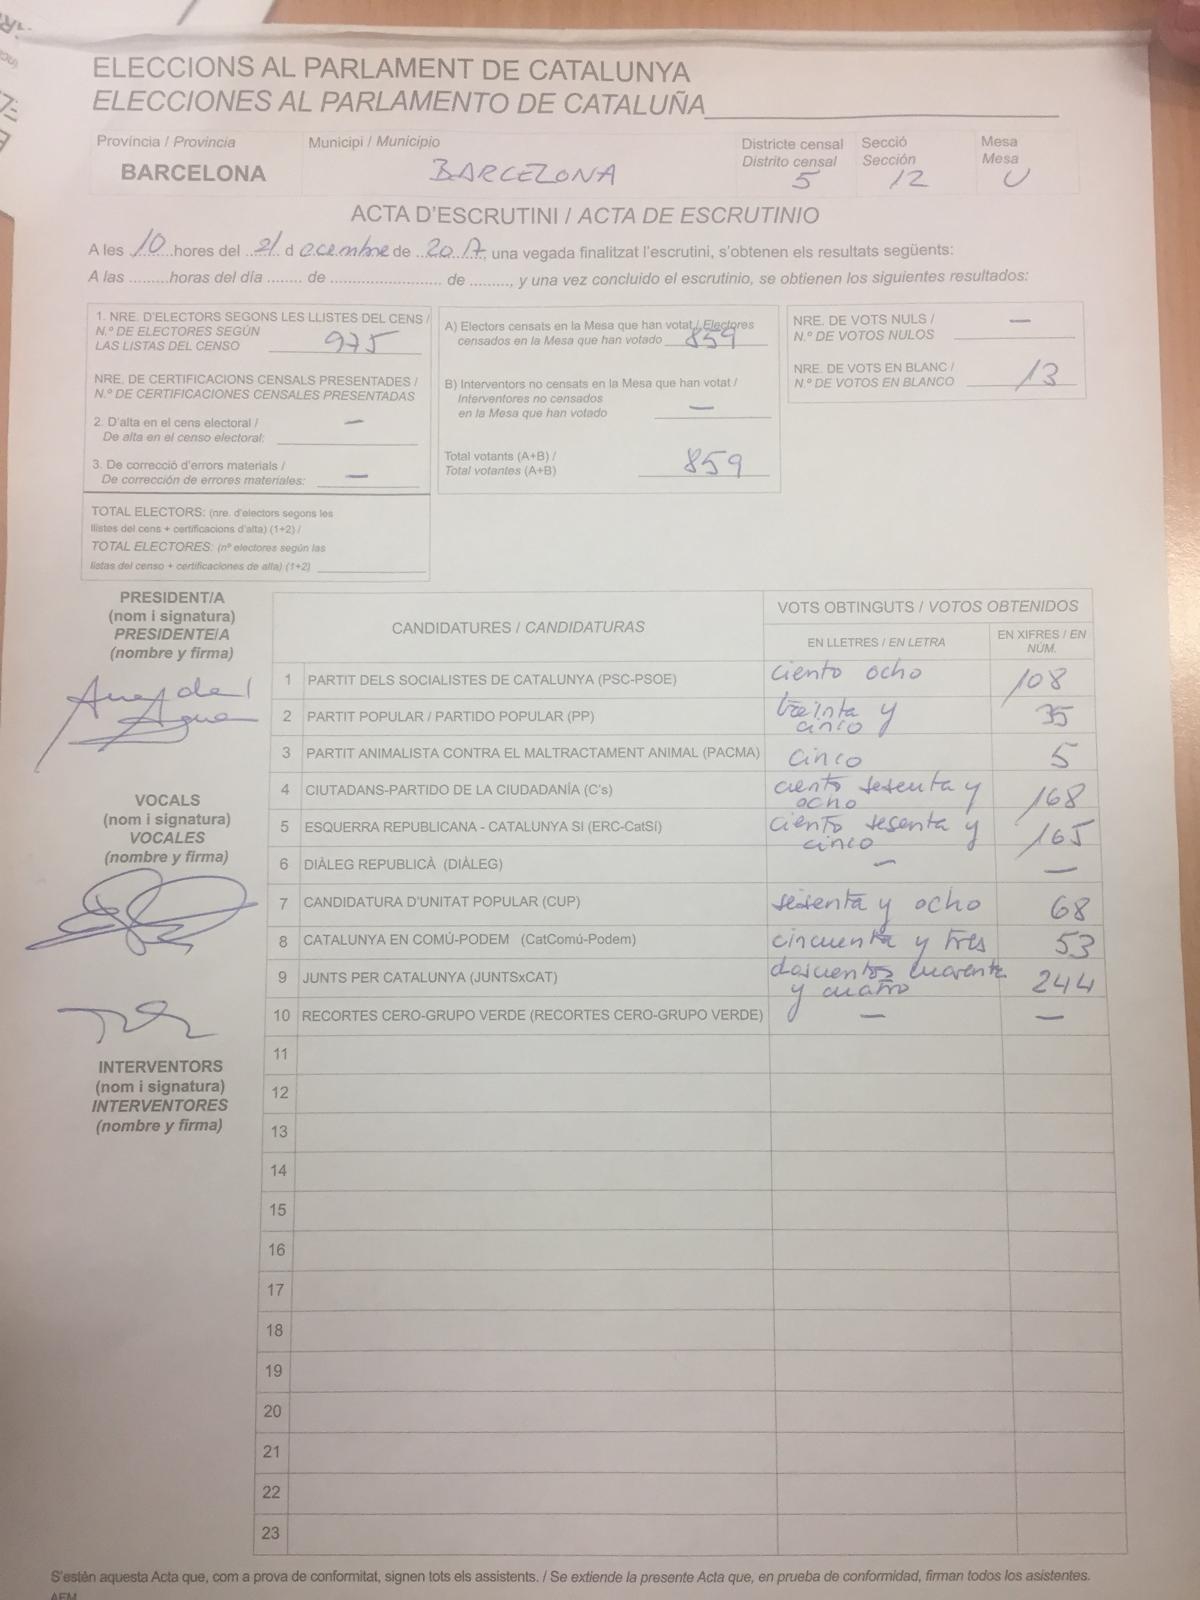 ELECCIONS AL PARLAMENT DE CATALUNYA
ELECCIONES AL PARLAMENTO DE CATALUÑA
Província / Provincia
BARCELONA
Municipi / Municipio
BARCELONA
Districte censal
Distrito censal
5
Secció
Sección
12
Mesa
Mesa
U
ACTA D'ESCRUTINI / ACTA DE ESCRUTINIO
A les 10 hores del 21 d ecembre de 2017, una vegada finalitzat l'escrutini, s'obtenen els resultats següents:
A las .........horas del día ........ de ........................ de ........., y una vez concluido el escrutinio, se obtienen los siguientes resultados:
1. NRE. D'ELECTORS SEGONS LES LLISTES DEL CENS /
N.º DE ELECTORES SEGÚN
LAS LISTAS DEL CENSO 975
NRE. DE CERTIFICACIONS CENSALS PRESENTADES /
N.º DE CERTIFICACIONES CENSALES PRESENTADAS
2. D'alta en el cens electoral / —
De alta en el censo electoral:
3. De correcció d'errors materials /
De corrección de errores materiales: —
TOTAL ELECTORS: (nre. d'electors segons les
llistes del cens + certificacions d'alta) (1+2) /
TOTAL ELECTORES: (nº electores según las
listas del censo + certificaciones de alta) (1+2)
A) Electors censats en la Mesa que han votat / Electores
censados en la Mesa que han votado 859
B) Interventors no censats en la Mesa que han votat /
Interventores no censados
en la Mesa que han votado —
Total votants (A+B) /
Total votantes (A+B) 859
NRE. DE VOTS NULS / —
N.º DE VOTOS NULOS
NRE. DE VOTS EN BLANC /
N.º DE VOTOS EN BLANCO 13
PRESIDENT/A
(nom i signatura)
PRESIDENTE/A
(nombre y firma)
VOCALS
(nom i signatura)
VOCALES
(nombre y firma)
INTERVENTORS
(nom i signatura)
INTERVENTORES
(nombre y firma)
CANDIDATURES / CANDIDATURAS
VOTS OBTINGUTS / VOTOS OBTENIDOS
EN LLETRES / EN LETRA
EN XIFRES / EN
NÚM.
1 PARTIT DELS SOCIALISTES DE CATALUNYA (PSC-PSOE) ciento ocho 108
2 PARTIT POPULAR / PARTIDO POPULAR (PP) treinta y cinco 35
3 PARTIT ANIMALISTA CONTRA EL MALTRACTAMENT ANIMAL (PACMA) cinco 5
4 CIUTADANS-PARTIDO DE LA CIUDADANÍA (C's) ciento sesenta y ocho 168
5 ESQUERRA REPUBLICANA - CATALUNYA SI (ERC-CatSí) ciento sesenta y cinco 165
6 DIÀLEG REPUBLICÀ (DIÀLEG) — —
7 CANDIDATURA D'UNITAT POPULAR (CUP) sesenta y ocho 68
8 CATALUNYA EN COMÚ-PODEM (CatComú-Podem) cincuenta y tres 53
9 JUNTS PER CATALUNYA (JUNTSxCAT) doscuentos cuarenta y cuatro 244
10 RECORTES CERO-GRUPO VERDE (RECORTES CERO-GRUPO VERDE) — —
11
12
13
14
15
16
17
18
19
20
21
22
23
S'estén aquesta Acta que, com a prova de conformitat, signen tots els assistents. / Se extiende la presente Acta que, en prueba de conformidad, firman todos los asistentes.